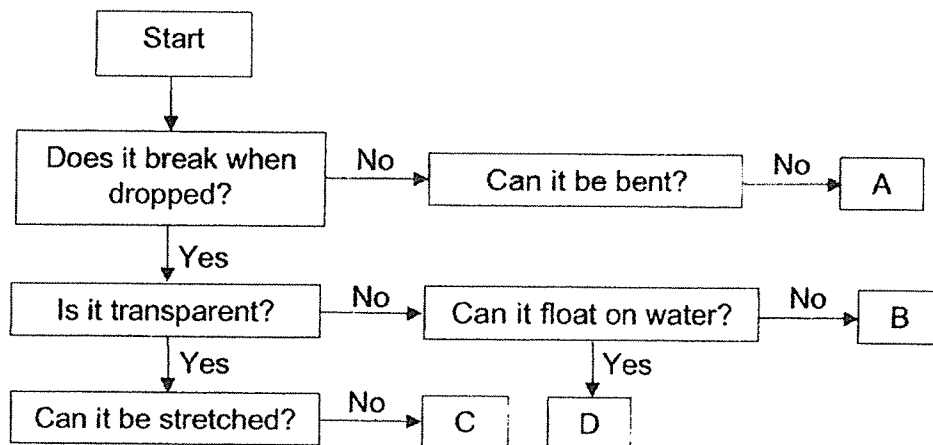 Start
Does it break when
dropped?
No
Can it be bent?
No
A
Yes
Is it transparent?
No
Can it float on water?
No
B
Yes
Yes
Can it be stretched?
No
C
D